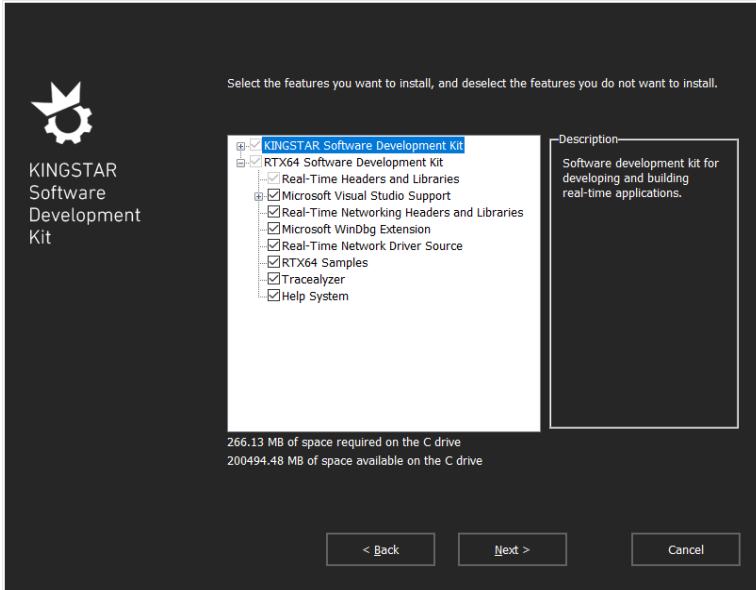 Select the features you want to install, and deselect the features you do not want to install.
KINGSTAR
Software
Development
Kit
KINGSTAR Software Development Kit
RTX64 Software Development Kit
Real-Time Headers and Libraries
Microsoft Visual Studio Support
Real-Time Networking Headers and Libraries
Microsoft WinDbg Extension
Real-Time Network Driver Source
RTX64 Samples
Tracealyzer
Help System
Description
Software development kit for
developing and building
real-time applications.
266.13 MB of space required on the C drive
200494.48 MB of space available on the C drive
< Back
Next >
Cancel